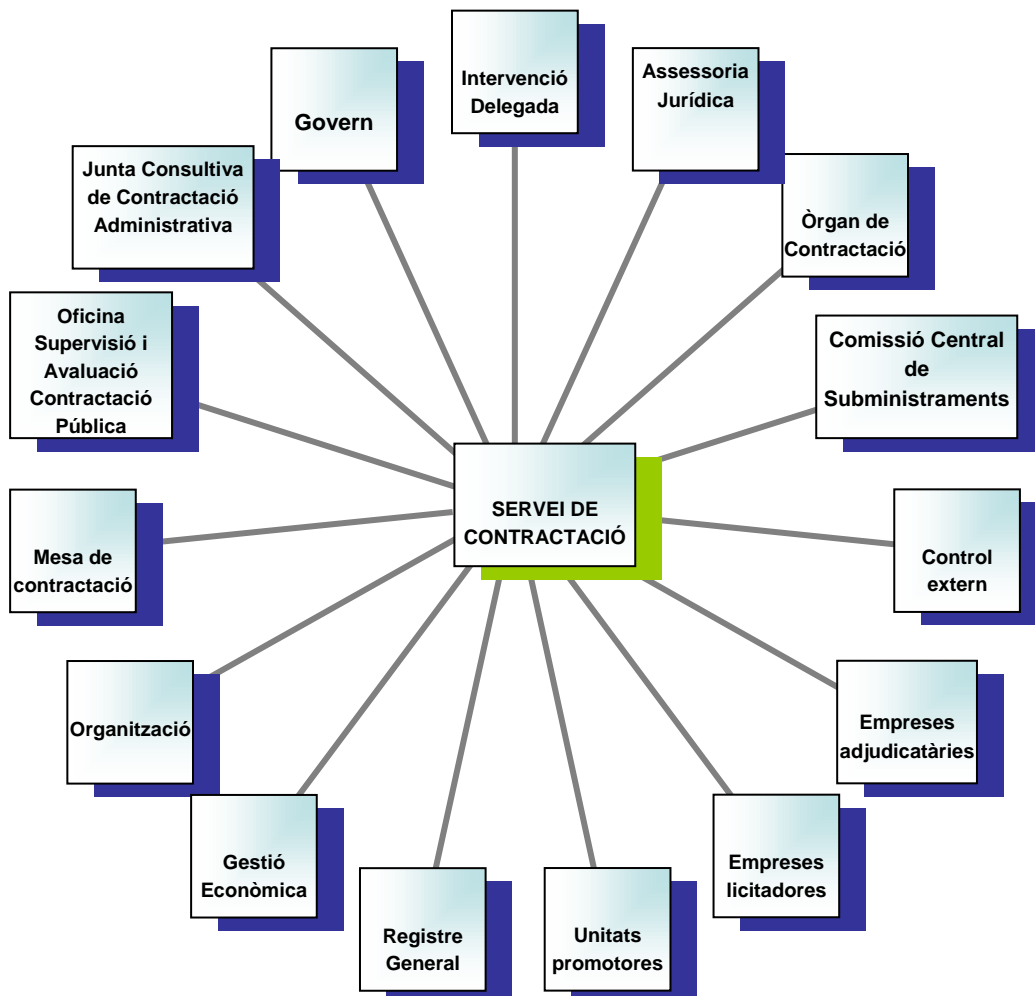 Intervenció
Delegada
Assessoria
Jurídica
Govern
Junta Consultiva
de Contractació
Administrativa
Òrgan de
Contractació
Oficina
Supervisió i
Avaluació
Contractació
Pública
Comissió Central
de
Subministraments
SERVEI DE
CONTRACTACIÓ
Mesa de
contractació
Control
extern
Organització
Empreses
adjudicatàries
Gestió
Econòmica
Empreses
licitadores
Registre
General
Unitats
promotores